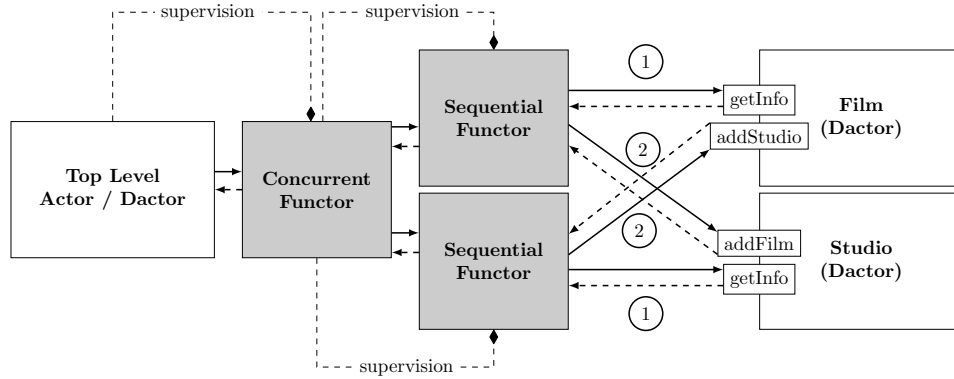 supervision
supervision
1
Sequential
Functor
getInfo
Film
(Dactor)
addStudio
Top Level
Actor / Dactor
Concurrent
Functor
2
2
Sequential
Functor
addFilm
Studio
(Dactor)
getInfo
1
supervision